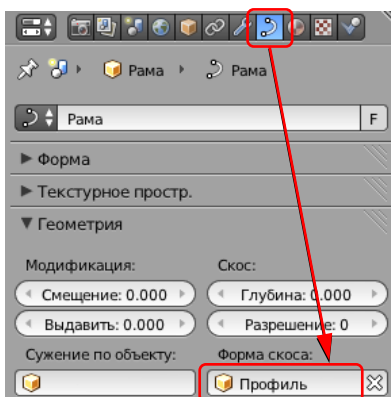 Рама Рама
Рама F
Форма
Текстурное простр.
Геометрия
Модификация: Скос:
Смещение: 0.000 Глубина: 0.000
Выдавить: 0.000 Разрешение: 0
Сужение по объекту: Форма скоса:
Профиль